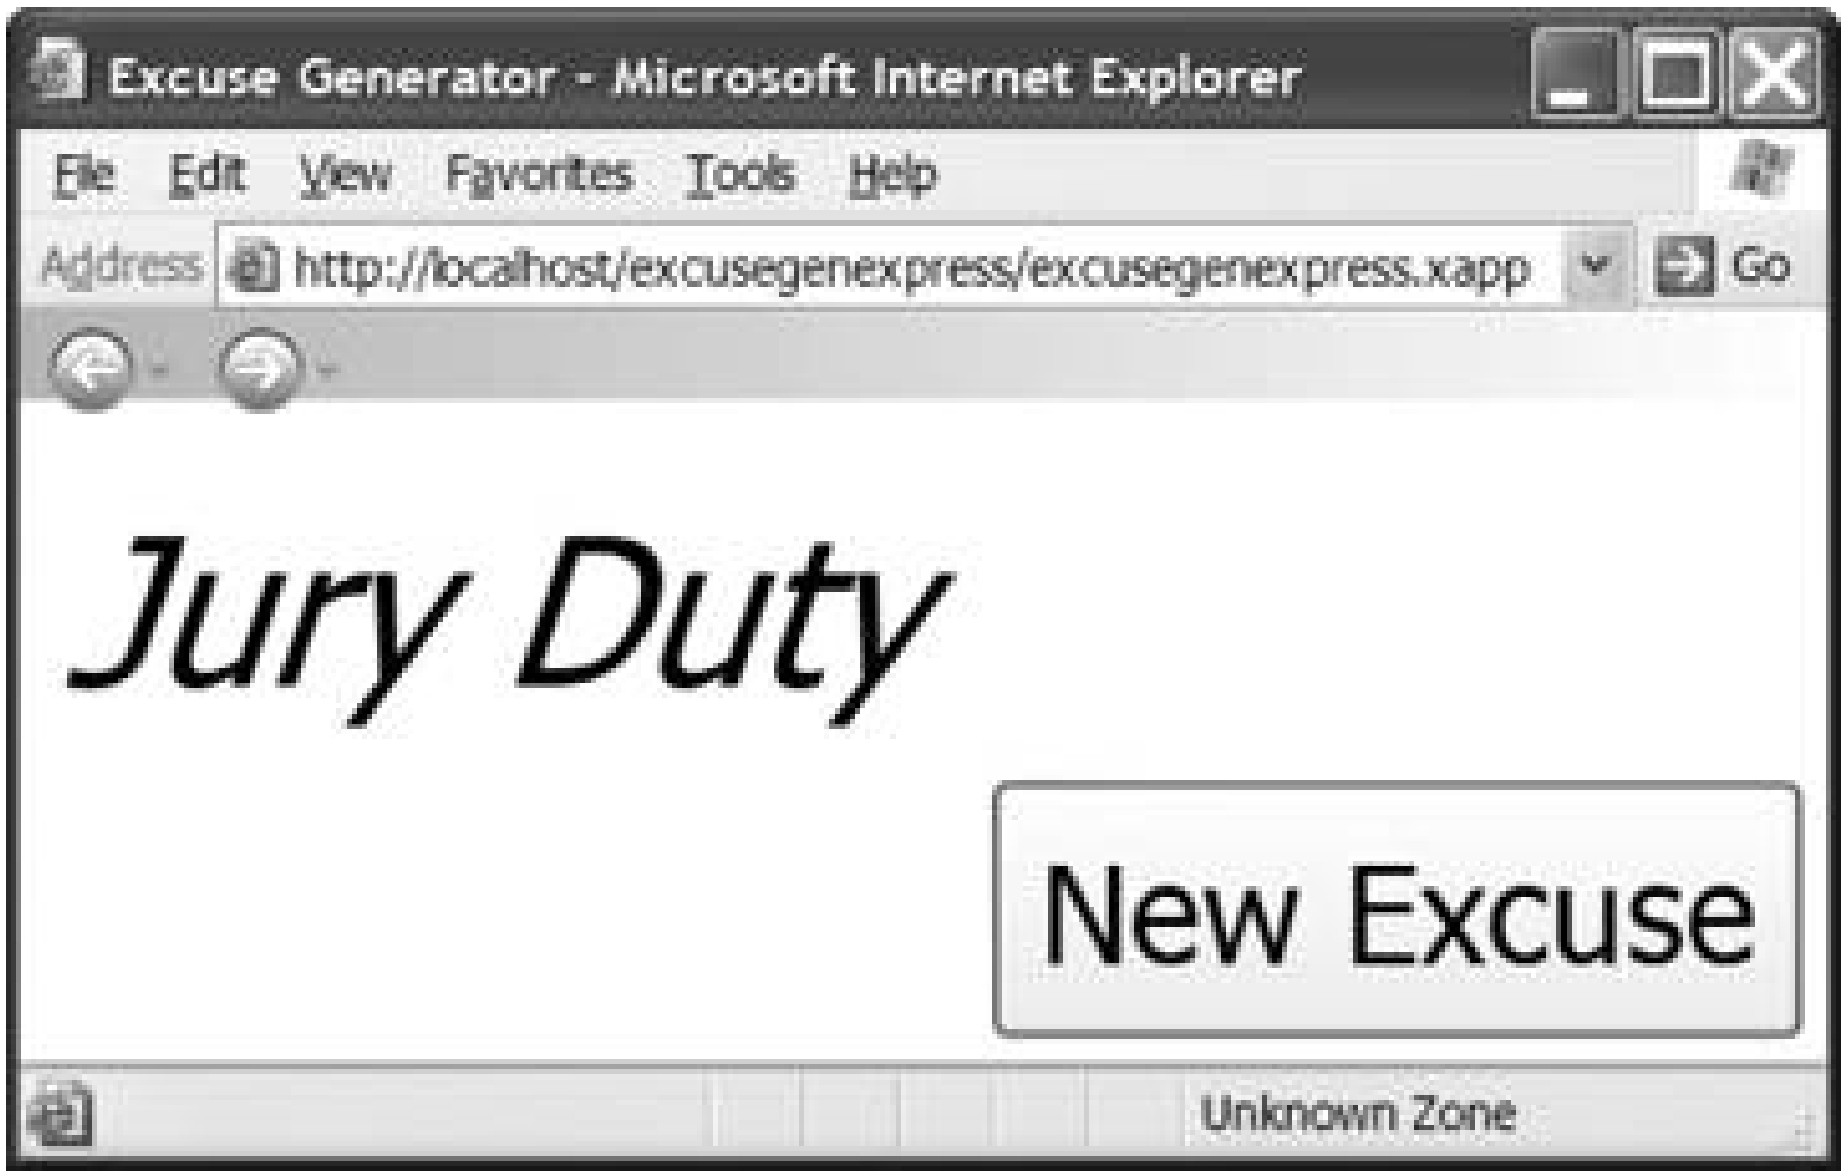 Excuse Generator - Microsoft Internet Explorer
File Edit View Favorites Tools Help
Address http://localhost/excusegenexpress/excusegenexpress.xapp Go
Jury Duty
New Excuse
Unknown Zone